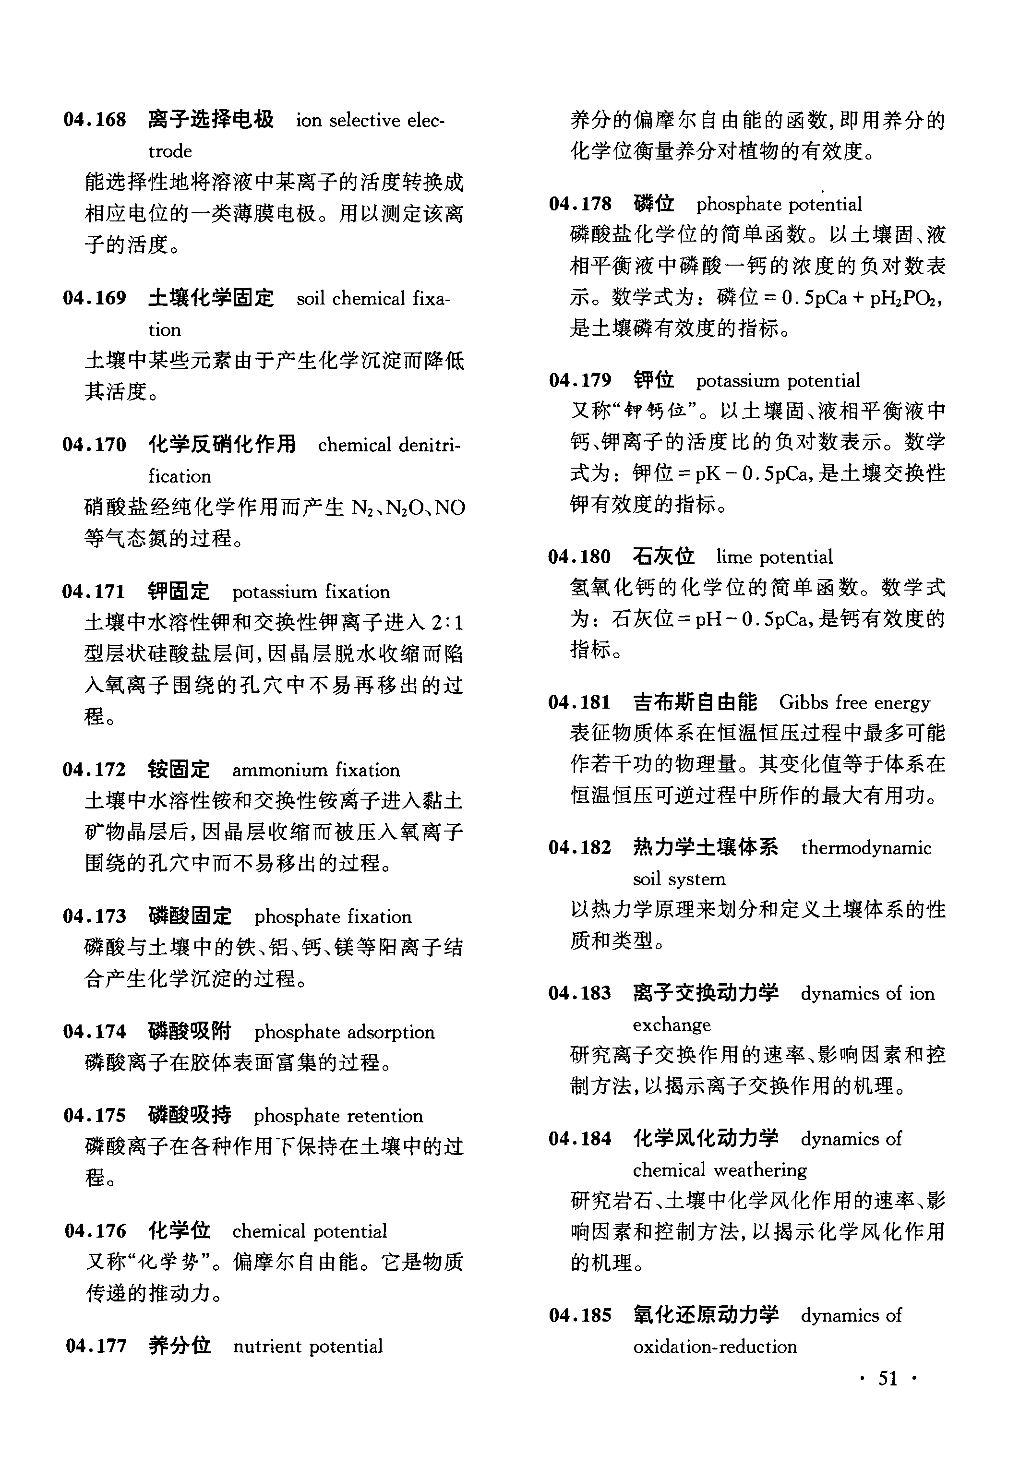 04.168 离子选择电极 ion selective elec-
trode
能选择性地将溶液中某离子的活度转换成
相应电位的一类薄膜电极。用以测定该离
子的活度。
04.169 土壤化学固定 soil chemical fixa-
tion
土壤中某些元素由于产生化学沉淀而降低
其活度。
04.170 化学反硝化作用 chemical denitri-
fication
硝酸盐经纯化学作用而产生 N₂、N₂O、NO
等气态氮的过程。
04.171 钾固定 potassium fixation
土壤中水溶性钾和交换性钾离子进入 2:1
型层状硅酸盐层间,因晶层脱水收缩而陷
入氧离子围绕的孔穴中不易再移出的过
程。
04.172 铵固定 ammonium fixation
土壤中水溶性铵和交换性铵离子进入黏土
矿物晶层后,因晶层收缩而被压入氧离子
围绕的孔穴中而不易移出的过程。
04.173 磷酸固定 phosphate fixation
磷酸与土壤中的铁、铝、钙、镁等阳离子结
合产生化学沉淀的过程。
04.174 磷酸吸附 phosphate adsorption
磷酸离子在胶体表面富集的过程。
04.175 磷酸吸持 phosphate retention
磷酸离子在各种作用下保持在土壤中的过
程。
04.176 化学位 chemical potential
又称“化学势”。偏摩尔自由能。它是物质
传递的推动力。
04.177 养分位 nutrient potential
养分的偏摩尔自由能的函数,即用养分的
化学位衡量养分对植物的有效度。
04.178 磷位 phosphate potential
磷酸盐化学位的简单函数。以土壤固、液
相平衡液中磷酸一钙的浓度的负对数表
示。数学式为：磷位 = 0.5pCa + pH₂PO₂,
是土壤磷有效度的指标。
04.179 钾位 potassium potential
又称“钾钙位”。以土壤固、液相平衡液中
钙、钾离子的活度比的负对数表示。数学
式为：钾位 = pK - 0.5pCa,是土壤交换性
钾有效度的指标。
04.180 石灰位 lime potential
氢氧化钙的化学位的简单函数。数学式
为：石灰位 = pH - 0.5pCa,是钙有效度的
指标。
04.181 吉布斯自由能 Gibbs free energy
表征物质体系在恒温恒压过程中最多可能
作若干功的物理量。其变化值等于体系在
恒温恒压可逆过程中所作的最大有用功。
04.182 热力学土壤体系 thermodynamic
soil system
以热力学原理来划分和定义土壤体系的性
质和类型。
04.183 离子交换动力学 dynamics of ion
exchange
研究离子交换作用的速率、影响因素和控
制方法,以揭示离子交换作用的机理。
04.184 化学风化动力学 dynamics of
chemical weathering
研究岩石、土壤中化学风化作用的速率、影
响因素和控制方法,以揭示化学风化作用
的机理。
04.185 氧化还原动力学 dynamics of
oxidation-reduction
· 51 ·